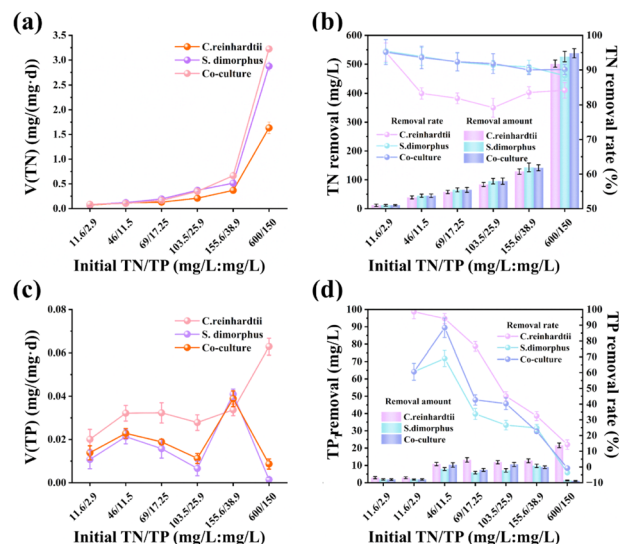 (a)
C.reinhardtii
S. dimorphus
Co-culture
V(TN) (mg/(mg·d))
3.5
3.0
2.5
2.0
1.5
1.0
0.5
0.0
11.6/2.9
46/11.5
69/17.25
103.5/25.9
155.6/38.9
600/150
Initial TN/TP (mg/L:mg/L)
(b)
TN removal (mg/L)
600
500
400
300
200
100
0
Removal rate
C.reinhardtii
S.dimorphus
Co-culture
Removal amount
C.reinhardtii
S.dimorphus
Co-culture
100
95
90
85
80
75
70
65
60
55
50
TN removal rate (%)
11.6/2.9
46/11.5
69/17.25
103.5/25.9
155.6/38.9
600/150
Initial TN/TP (mg/L:mg/L)
(c)
C.reinhardtii
S. dimorphus
Co-culture
V(TP) (mg/(mg·d))
0.08
0.06
0.04
0.02
0.00
11.6/2.9
46/11.5
69/17.25
103.5/25.9
155.6/38.9
600/150
Initial TN/TP (mg/L:mg/L)
(d)
TP removal (mg/L)
100
90
80
70
60
50
40
30
20
10
0
Removal rate
C.reinhardtii
S.dimorphus
Co-culture
Removal amount
C.reinhardtii
S.dimorphus
Co-culture
100
90
80
70
60
50
40
30
20
10
0
−10
TP removal rate (%)
11.6/2.9
11.6/2.9
46/11.5
69/17.25
103.5/25.9
155.6/38.9
600/150
Initial TN/TP (mg/L:mg/L)